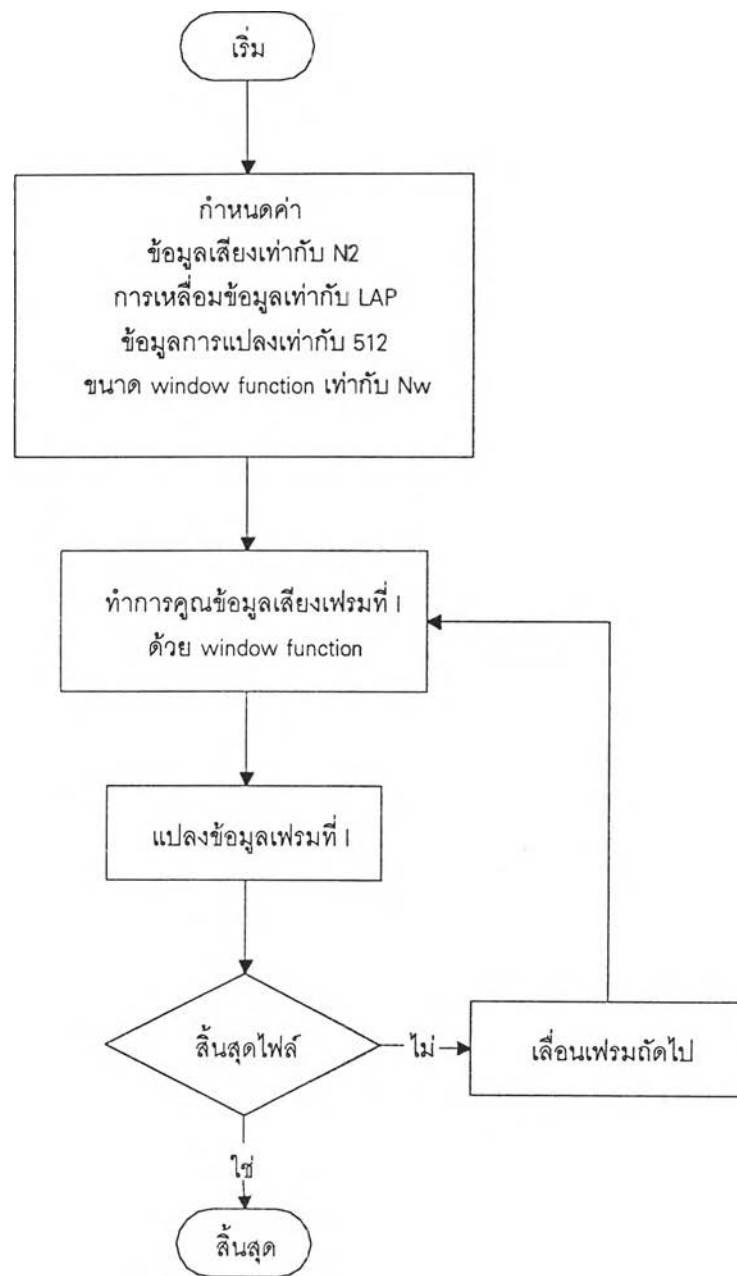 เริ่ม
กำหนดค่า
ข้อมูลเสียงเท่ากับ N2
การเหลื่อมข้อมูลเท่ากับ LAP
ข้อมูลการแปลงเท่ากับ 512
ขนาด window function เท่ากับ Nw
ทำการคูณข้อมูลเสียงเฟรมที่ I
ด้วย window function
แปลงข้อมูลเฟรมที่ I
สิ้นสุดไฟล์
ไม่
เลื่อนเฟรมถัดไป
ใช่
สิ้นสุด